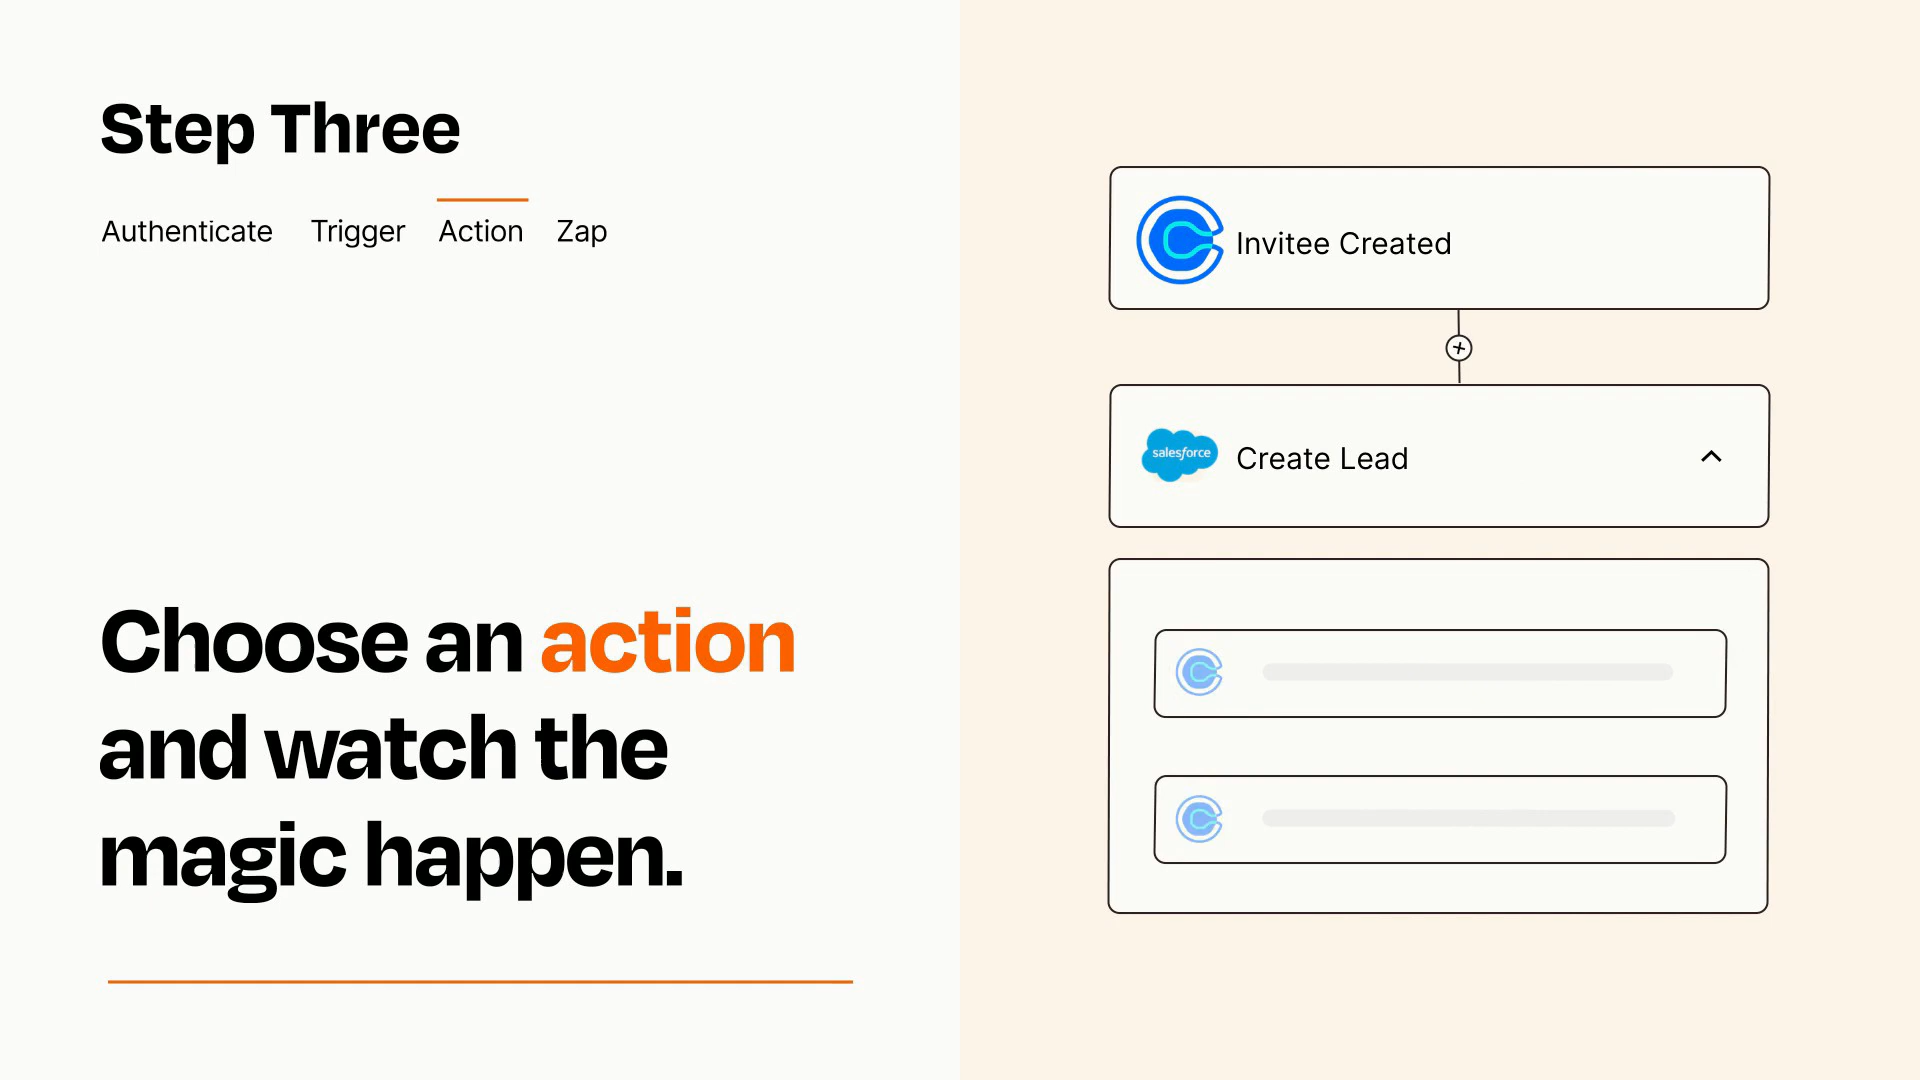 Step Three
Authenticate Trigger Action Zap
Choose an action
and watch the
magic happen.
Invitee Created
salesforce Create Lead